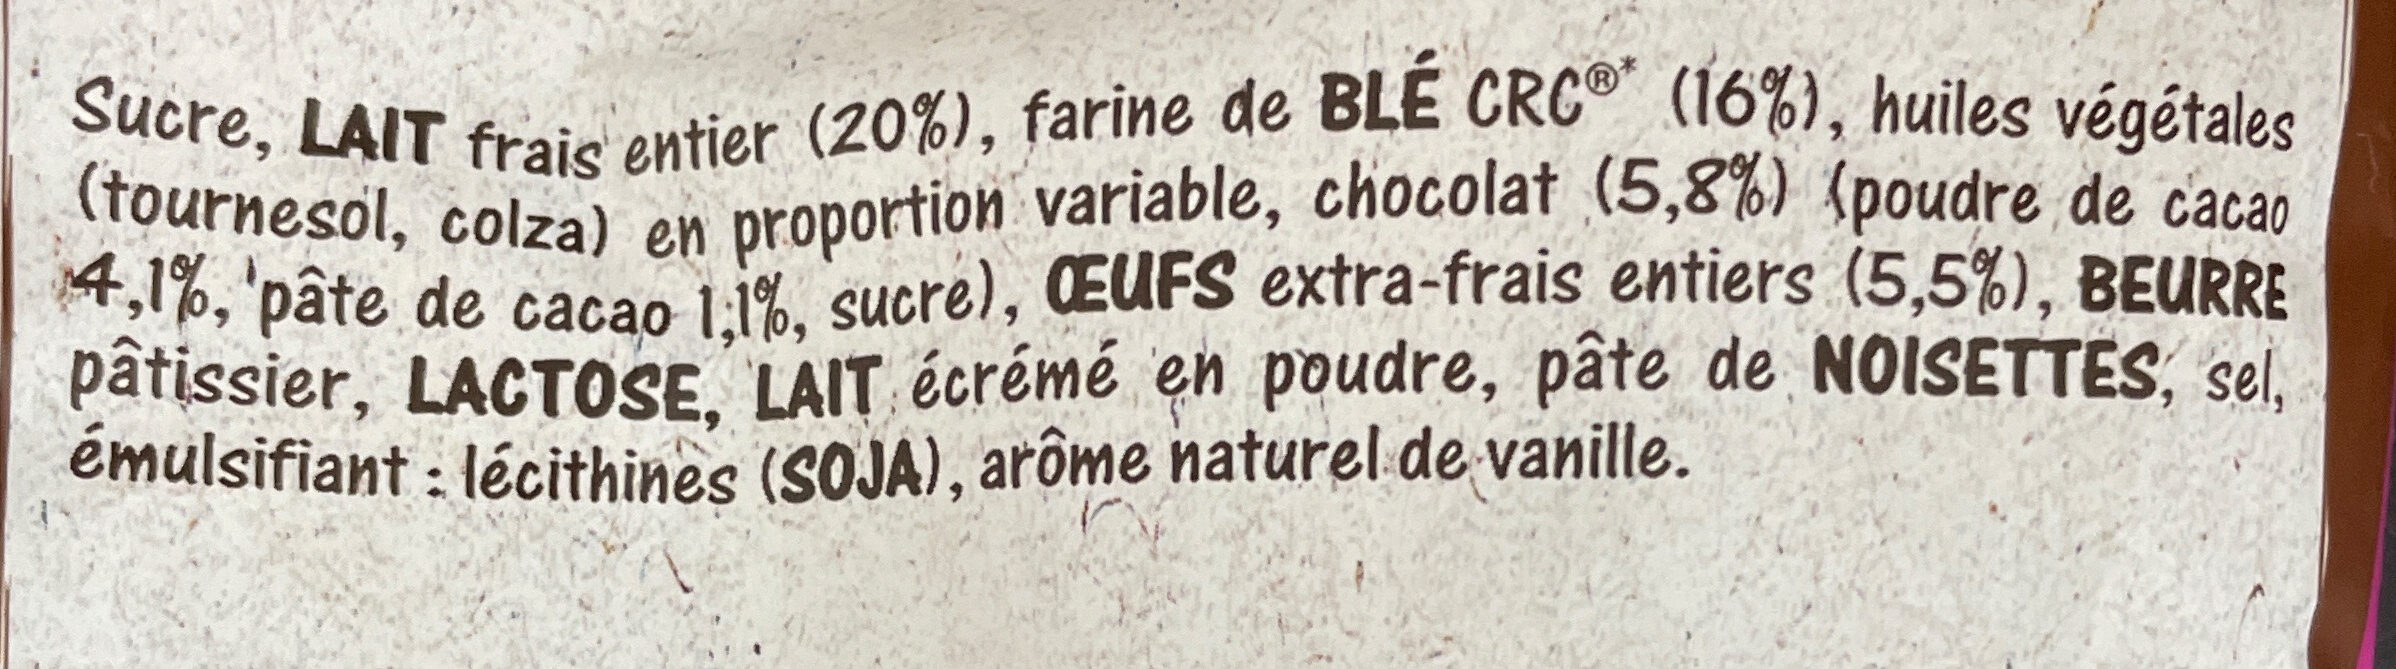 Sucre, LAIT frais entier (20%), farine de BLÉ CRC®* (16%), huiles végétales
(tournesol, colza) en proportion variable, chocolat (5,8%) (poudre de cacao
4,1%, pâte de cacao 1,1%, sucre), ŒUFS extra-frais entiers (5,5%), BEURRE
pâtissier, LACTOSE, LAIT écrémé en poudre, pâte de NOISETTES, sel,
émulsifiant : lécithines (SOJA), arôme naturel de vanille.